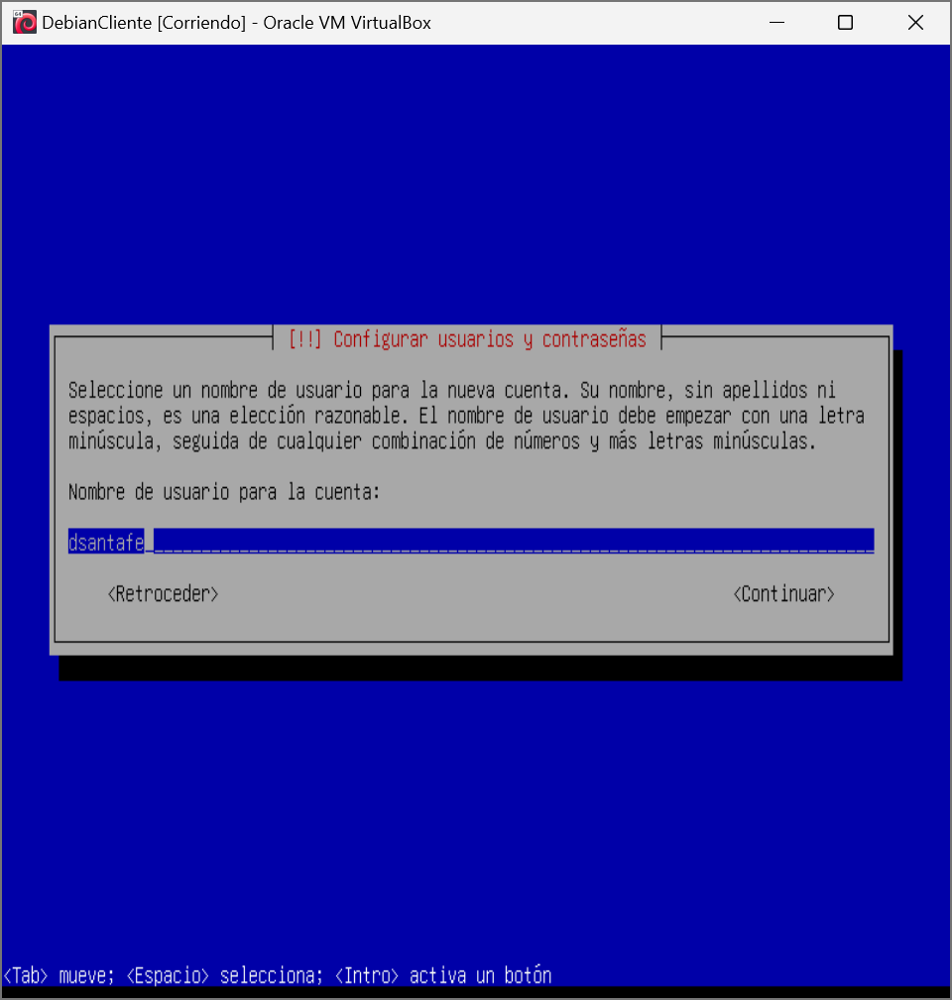 DebianCliente [Corriendo] - Oracle VM VirtualBox
[!!] Configurar usuarios y contraseñas
Seleccione un nombre de usuario para la nueva cuenta. Su nombre, sin apellidos ni
espacios, es una elección razonable. El nombre de usuario debe empezar con una letra
minúscula, seguida de cualquier combinación de números y más letras minúsculas.
Nombre de usuario para la cuenta:
dsantafe
<Retroceder> <Continuar>
<Tab> mueve; <Espacio> selecciona; <Intro> activa un botón